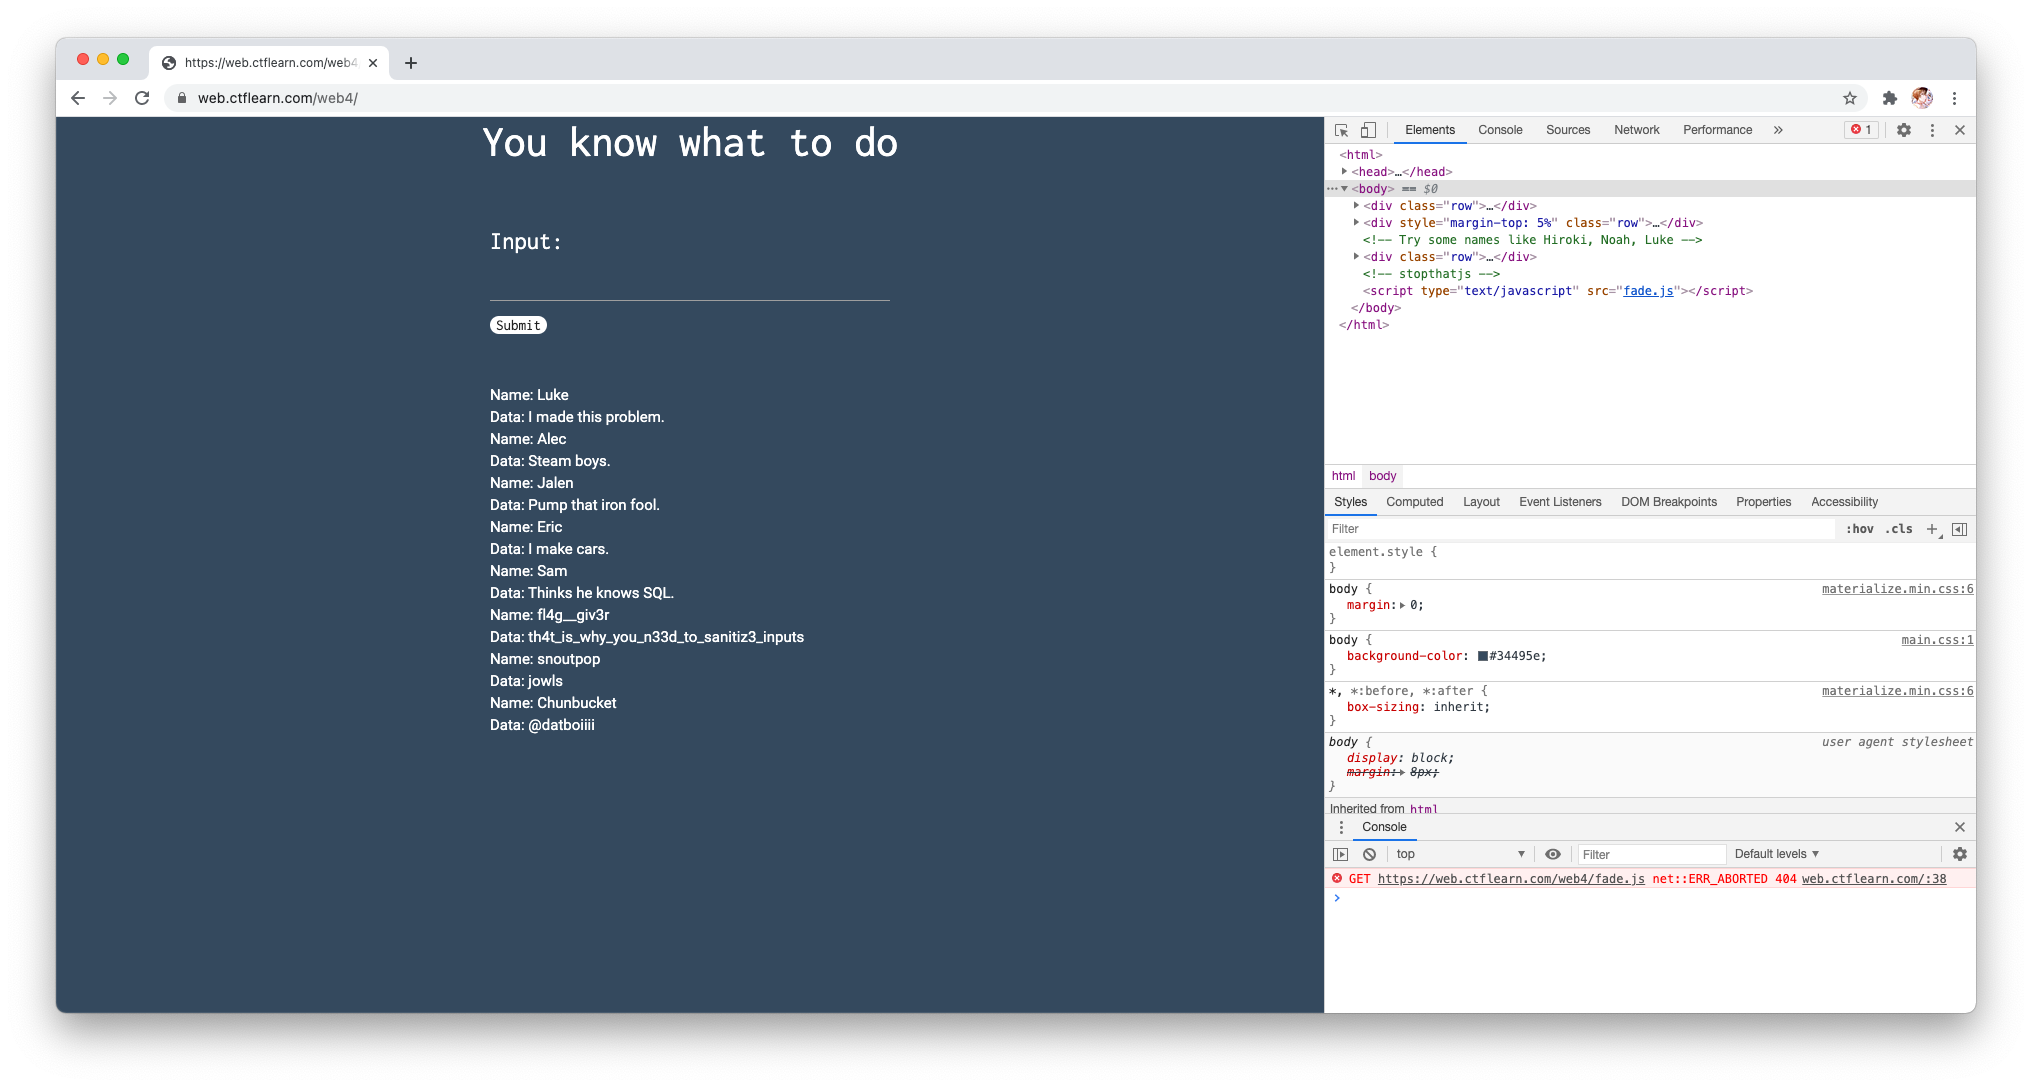 https://web.ctflearn.com/web4
web.ctflearn.com/web4/
You know what to do
Input:
Submit
Name: Luke
Data: I made this problem.
Name: Alec
Data: Steam boys.
Name: Jalen
Data: Pump that iron fool.
Name: Eric
Data: I make cars.
Name: Sam
Data: Thinks he knows SQL.
Name: fl4g__giv3r
Data: th4t_is_why_you_n33d_to_sanitiz3_inputs
Name: snoutpop
Data: jowls
Name: Chunbucket
Data: @datboiiii
Elements Console Sources Network Performance » 1
<html>
<head>…</head>
<body> == $0
<div class="row">…</div>
<div style="margin-top: 5%" class="row">…</div>
<!-- Try some names like Hiroki, Noah, Luke -->
<div class="row">…</div>
<!-- stopthatjs -->
<script type="text/javascript" src="fade.js"></script>
</body>
</html>
html body
Styles Computed Layout Event Listeners DOM Breakpoints Properties Accessibility
Filter :hov .cls +
element.style {
}
body { materialize.min.css:6
margin: 0;
}
body { main.css:1
background-color: #34495e;
}
*, *:before, *:after { materialize.min.css:6
box-sizing: inherit;
}
body { user agent stylesheet
display: block;
margin: 8px;
}
Inherited from html
Console
top Filter Default levels
GET https://web.ctflearn.com/web4/fade.js net::ERR_ABORTED 404 web.ctflearn.com/:38